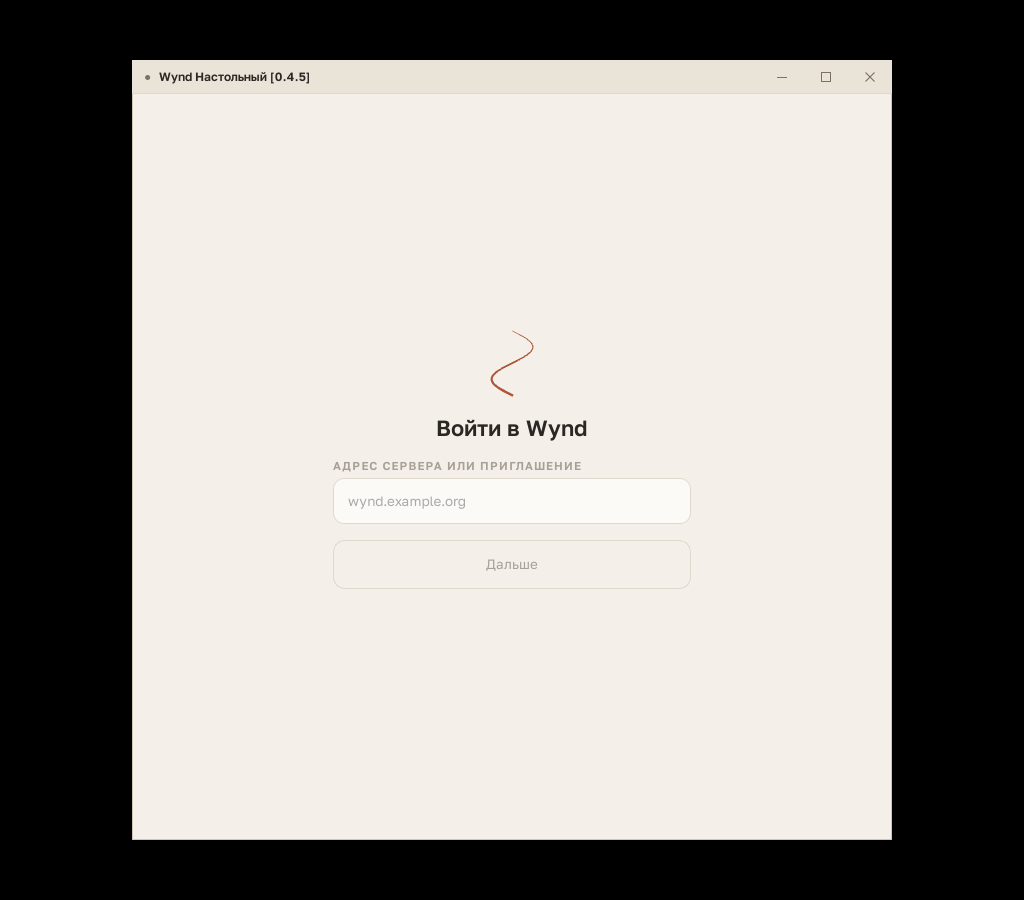 Wynd Настольный [0.4.5]
Войти в Wynd
АДРЕС СЕРВЕРА ИЛИ ПРИГЛАШЕНИЕ
wynd.example.org
Дальше